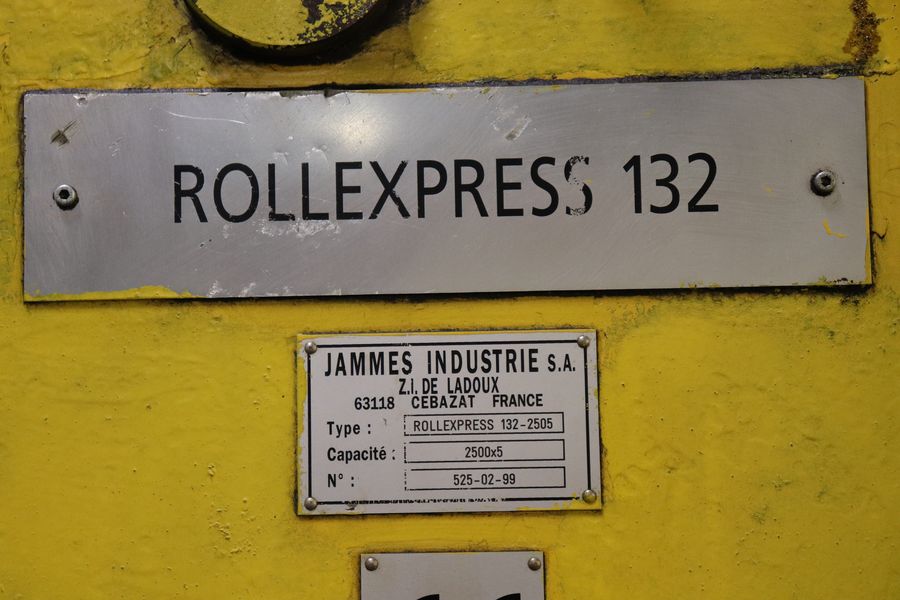 ROLLEXPRESS 132
JAMMES INDUSTRIE S.A.
Z.I. DE LADOUX
63118 CEBAZAT FRANCE
Type : ROLLEXPRESS 132-2505
Capacité : 2500x5
N° : 525-02-99